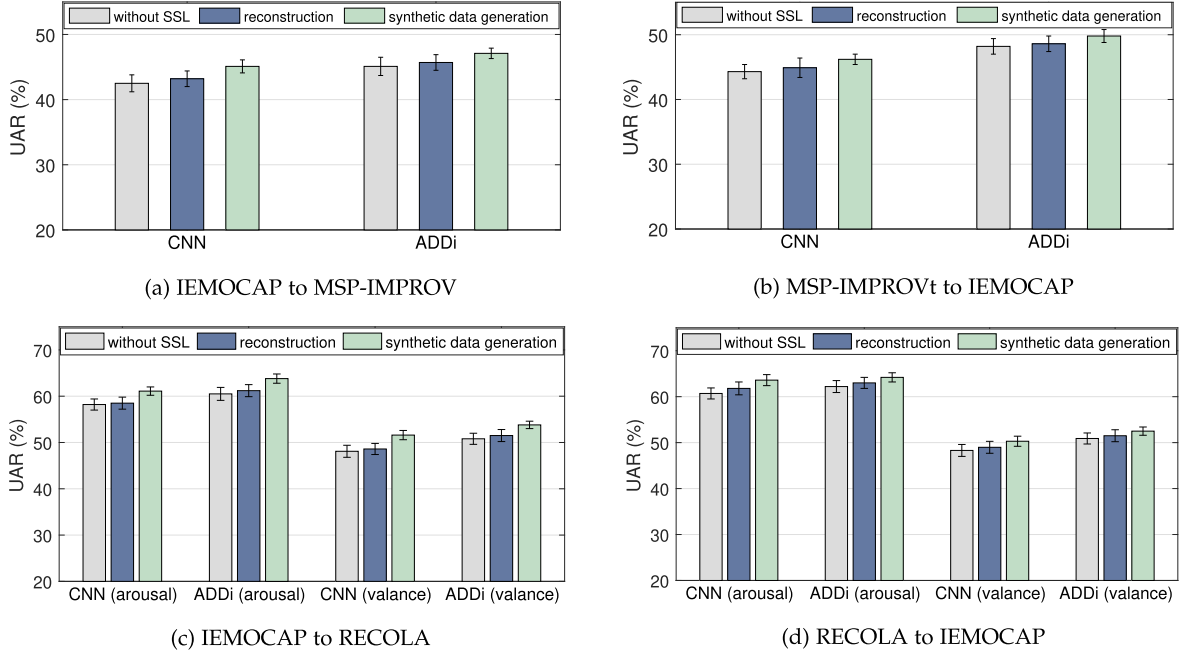 without SSL reconstruction synthetic data generation
50
40
30
20
UAR (%)
CNN ADDi
(a) IEMOCAP to MSP-IMPROV
without SSL reconstruction synthetic data generation
50
40
30
20
UAR (%)
CNN ADDi
(b) MSP-IMPROVt to IEMOCAP
without SSL reconstruction synthetic data generation
70
60
50
40
30
20
UAR (%)
CNN (arousal) ADDi (arousal) CNN (valance) ADDi (valance)
(c) IEMOCAP to RECOLA
without SSL reconstruction synthetic data generation
70
60
50
40
30
20
UAR (%)
CNN (arousal) ADDi (arousal) CNN (valance) ADDi (valance)
(d) RECOLA to IEMOCAP